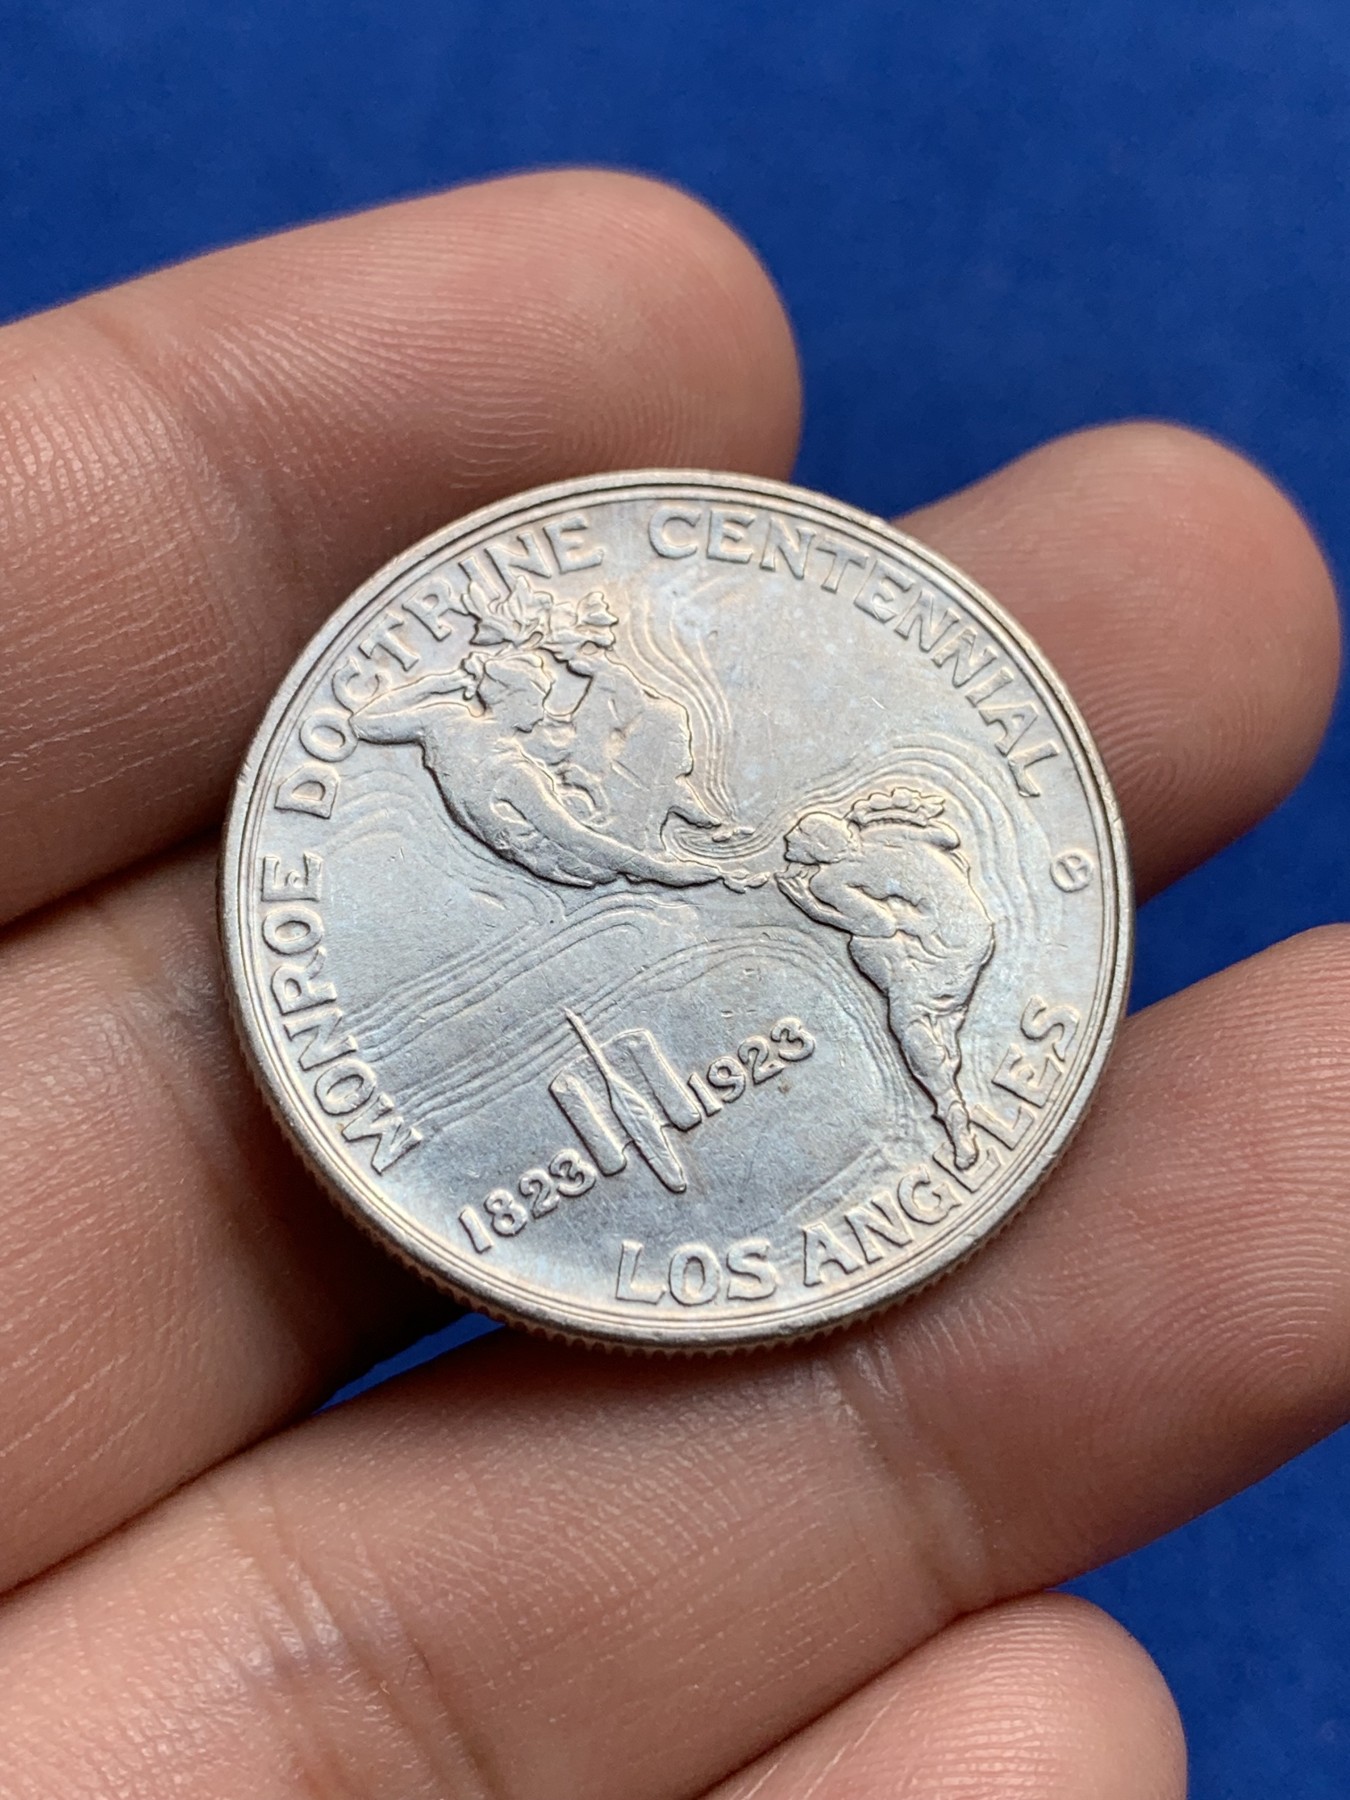 MONROE DOCTRINE CENTENNIAL
1823 1923
LOS ANGELES